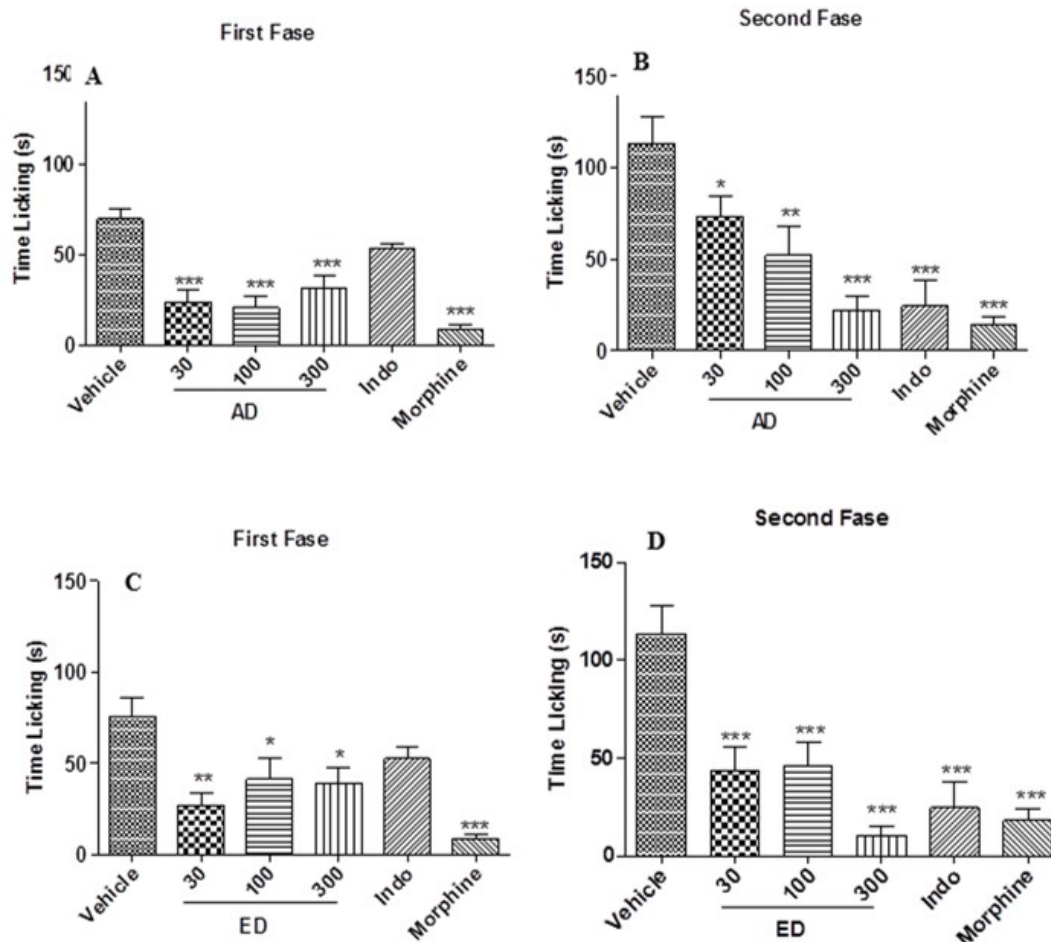 First Fase
A
Time Licking (s)
150
100
50
0
***
***
***
***
Vehicle
30
100
300
Indo
Morphine
AD
Second Fase
B
Time Licking (s)
150
100
50
0
*
**
***
***
***
Vehicle
30
100
300
Indo
Morphine
AD
First Fase
C
Time Licking (s)
150
100
50
0
**
*
*
***
Vehicle
30
100
300
Indo
Morphine
ED
Second Fase
D
Time Licking (s)
150
100
50
0
***
***
***
***
***
Vehicle
30
100
300
Indo
Morphine
ED